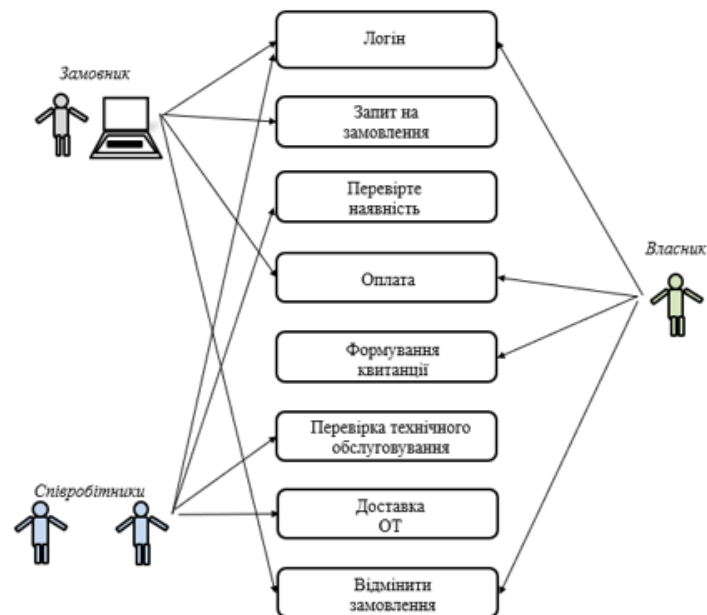 Логін
Замовник
Запит на
замовлення
Перевірте
наявність
Власник
Оплата
Формування
квитанції
Перевірка технічного
обслуговування
Співробітники
Доставка
ОТ
Відмінити
замовлення